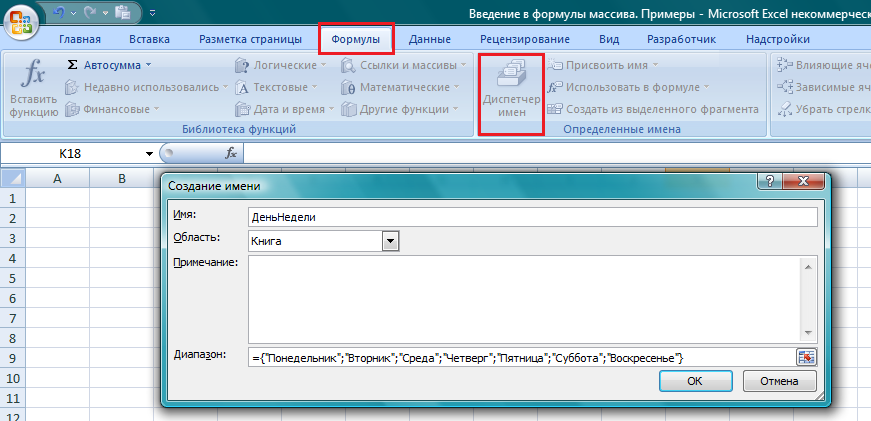 Введение в формулы массива. Примеры - Microsoft Excel некоммерческ
Главная Вставка Разметка страницы Формулы Данные Рецензирование Вид Разработчик Надстройки
fx Вставить функцию
Σ Автосумма
Недавно использовались
Финансовые
Логические
Текстовые
Дата и время
Ссылки и массивы
Математические
Другие функции
Библиотека функций
Диспетчер имен
Присвоить имя
Использовать в формуле
Создать из выделенного фрагмента
Определенные имена
Влияющие яче
Зависимые ячей
Убрать стрелк
K18 fx
A B
1
2
3
4
5
6
7
8
9
10
11
12
Создание имени
Имя: ДеньНедели
Область: Книга
Примечание:
Диапазон: ={"Понедельник";"Вторник";"Среда";"Четверг";"Пятница";"Суббота";"Воскресенье"}
ОК Отмена